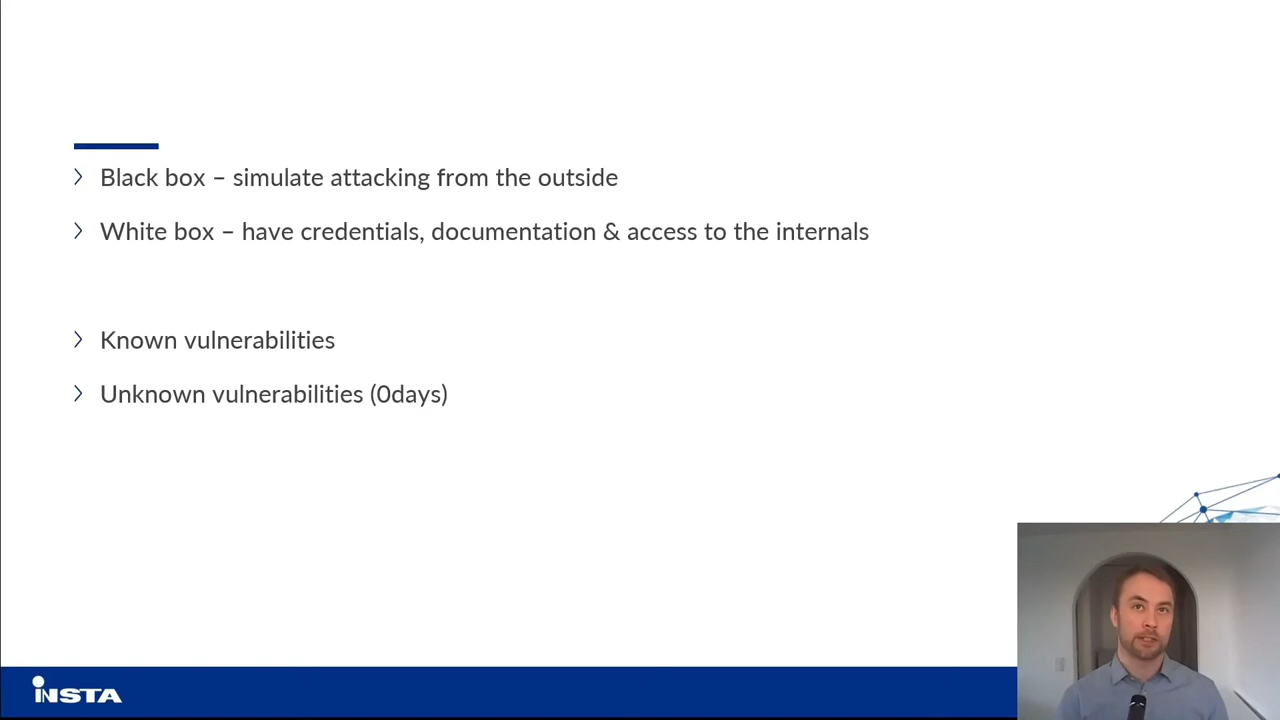 Black box – simulate attacking from the outside
White box – have credentials, documentation & access to the internals
Known vulnerabilities
Unknown vulnerabilities (0days)
INSTA